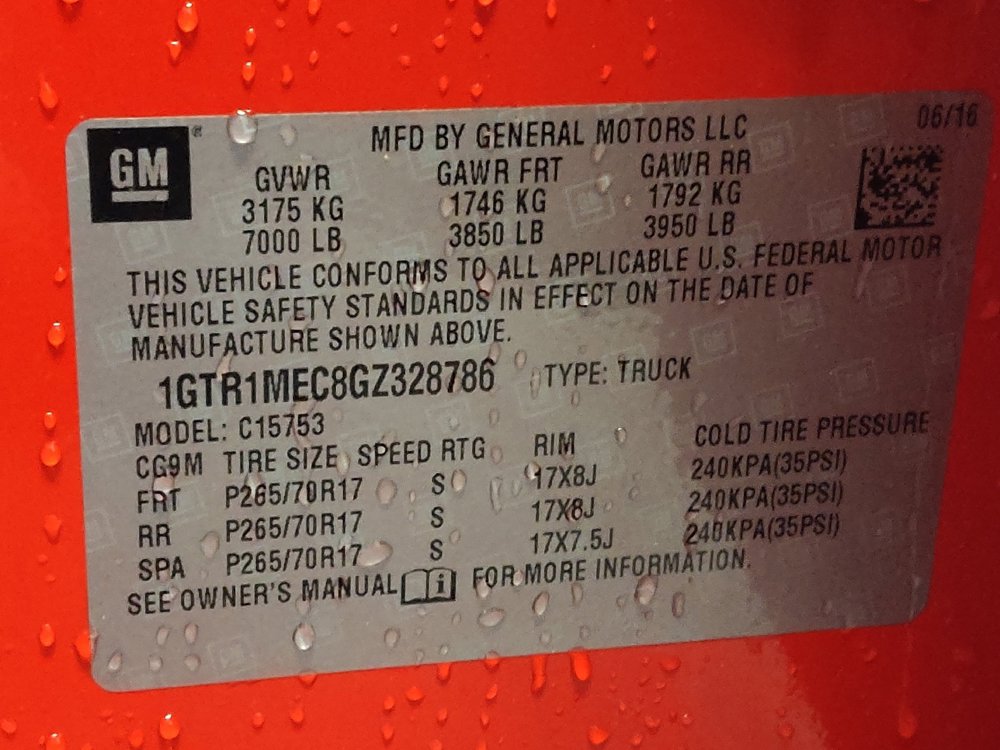 GM® MFD BY GENERAL MOTORS LLC 06/16
GVWR GAWR FRT GAWR RR
3175 KG 1746 KG 1792 KG
7000 LB 3850 LB 3950 LB
THIS VEHICLE CONFORMS TO ALL APPLICABLE U.S. FEDERAL MOTOR
VEHICLE SAFETY STANDARDS IN EFFECT ON THE DATE OF
MANUFACTURE SHOWN ABOVE.
1GTR1MEC8GZ328786 TYPE: TRUCK
MODEL: C15753
CG9M TIRE SIZE SPEED RTG RIM COLD TIRE PRESSURE
FRT P265/70R17 S 17X8J 240KPA(35PSI)
RR P265/70R17 S 17X8J 240KPA(35PSI)
SPA P265/70R17 S 17X7.5J 240KPA(35PSI)
SEE OWNER'S MANUAL i FOR MORE INFORMATION.